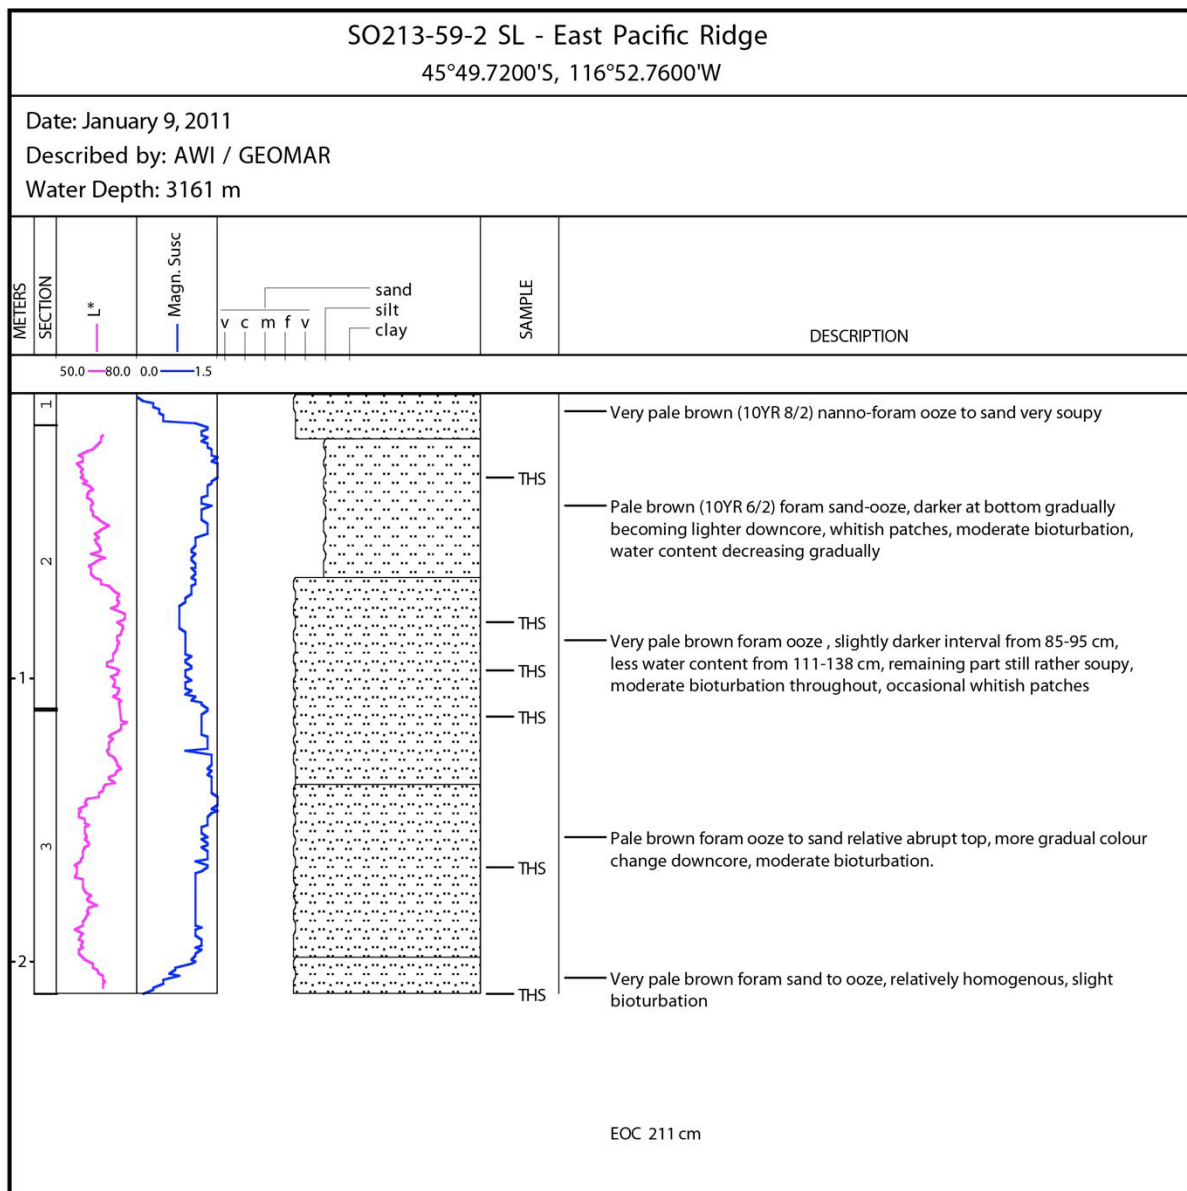 SO213-59-2 SL - East Pacific Ridge
45°49.7200'S, 116°52.7600'W
Date: January 9, 2011
Described by: AWI / GEOMAR
Water Depth: 3161 m
METERS
SECTION
L*
Magn. Susc
v c m f v
sand
silt
clay
SAMPLE
DESCRIPTION
50.0 80.0 0.0 1.5
1
Very pale brown (10YR 8/2) nanno-foram ooze to sand very soupy
THS
Pale brown (10YR 6/2) foram sand-ooze, darker at bottom gradually
becoming lighter downcore, whitish patches, moderate bioturbation,
water content decreasing gradually
2
THS
Very pale brown foram ooze , slightly darker interval from 85-95 cm,
less water content from 111-138 cm, remaining part still rather soupy,
moderate bioturbation throughout, occasional whitish patches
THS
1
THS
3
Pale brown foram ooze to sand relative abrupt top, more gradual colour
change downcore, moderate bioturbation.
THS
2
Very pale brown foram sand to ooze, relatively homogenous, slight
bioturbation
THS
EOC 211 cm